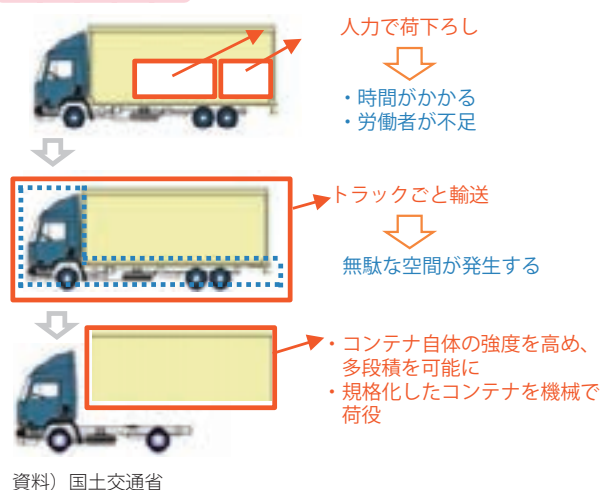 人力で荷下ろし
・時間がかかる
・労働者が不足
トラックごと輸送
無駄な空間が発生する
・コンテナ自体の強度を高め、
多段積を可能に
・規格化したコンテナを機械で
荷役
資料）国土交通省